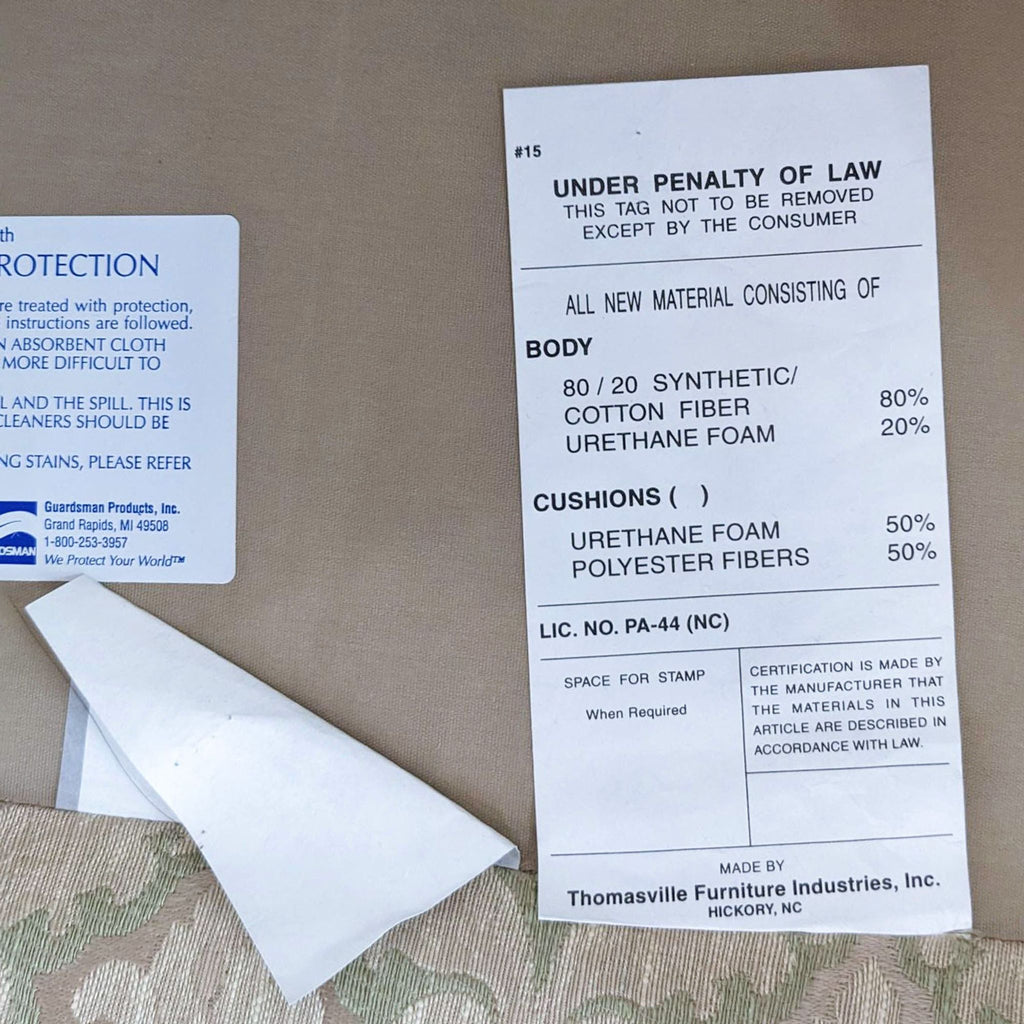 th
ROTECTION
re treated with protection,
instructions are followed.
N ABSORBENT CLOTH
MORE DIFFICULT TO
L AND THE SPILL. THIS IS
CLEANERS SHOULD BE
NG STAINS, PLEASE REFER
DSMAN
Guardsman Products, Inc.
Grand Rapids, MI 49508
1-800-253-3957
We Protect Your World™
#15
UNDER PENALTY OF LAW
THIS TAG NOT TO BE REMOVED
EXCEPT BY THE CONSUMER
ALL NEW MATERIAL CONSISTING OF
BODY
80 / 20 SYNTHETIC/
COTTON FIBER 80%
URETHANE FOAM 20%
CUSHIONS ( )
URETHANE FOAM 50%
POLYESTER FIBERS 50%
LIC. NO. PA-44 (NC)
SPACE FOR STAMP
When Required
CERTIFICATION IS MADE BY
THE MANUFACTURER THAT
THE MATERIALS IN THIS
ARTICLE ARE DESCRIBED IN
ACCORDANCE WITH LAW.
MADE BY
Thomasville Furniture Industries, Inc.
HICKORY, NC